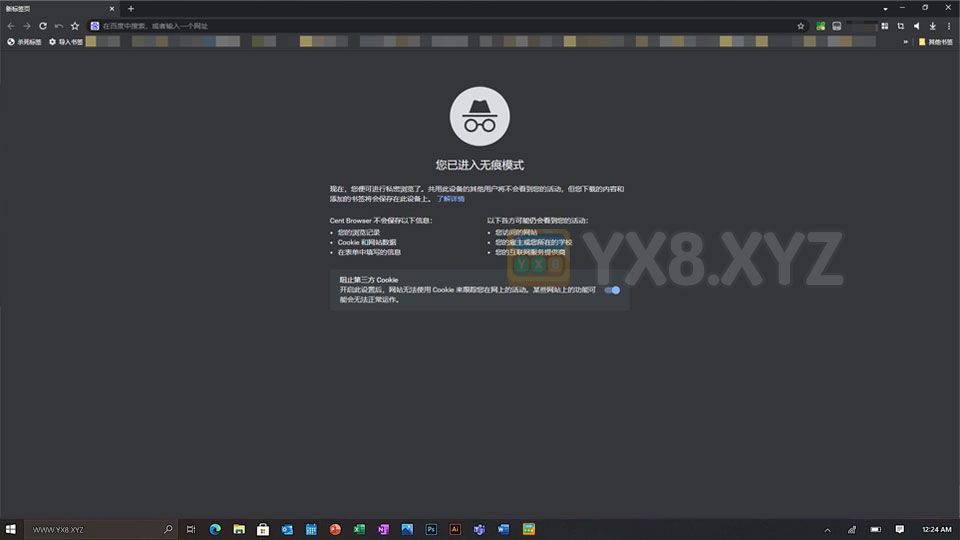 新标签页
在百度中搜索，或者输入一个网址
杀死标签 导入书签 » 其他书签
您已进入无痕模式
现在，您便可进行私密浏览了。共用此设备的其他用户将不会看到您的活动，但您下载的内容和
添加的书签将会保存在此设备上。 了解详情
Cent Browser 不会保存以下信息： 以下各方可能仍会看到您的活动：
• 您的浏览记录 • 您访问的网站
• Cookie 和网站数据 • 您的雇主或您所在的学校
• 在表单中填写的信息 • 您的互联网服务提供商
YX8
YX8.XYZ
阻止第三方 Cookie
开启此设置后，网站无法使用 Cookie 来跟踪您在网上的活动。某些网站上的功能可
能会无法正常运作。
WWW.YX8.XYZ
Ps
Ai
12:24 AM